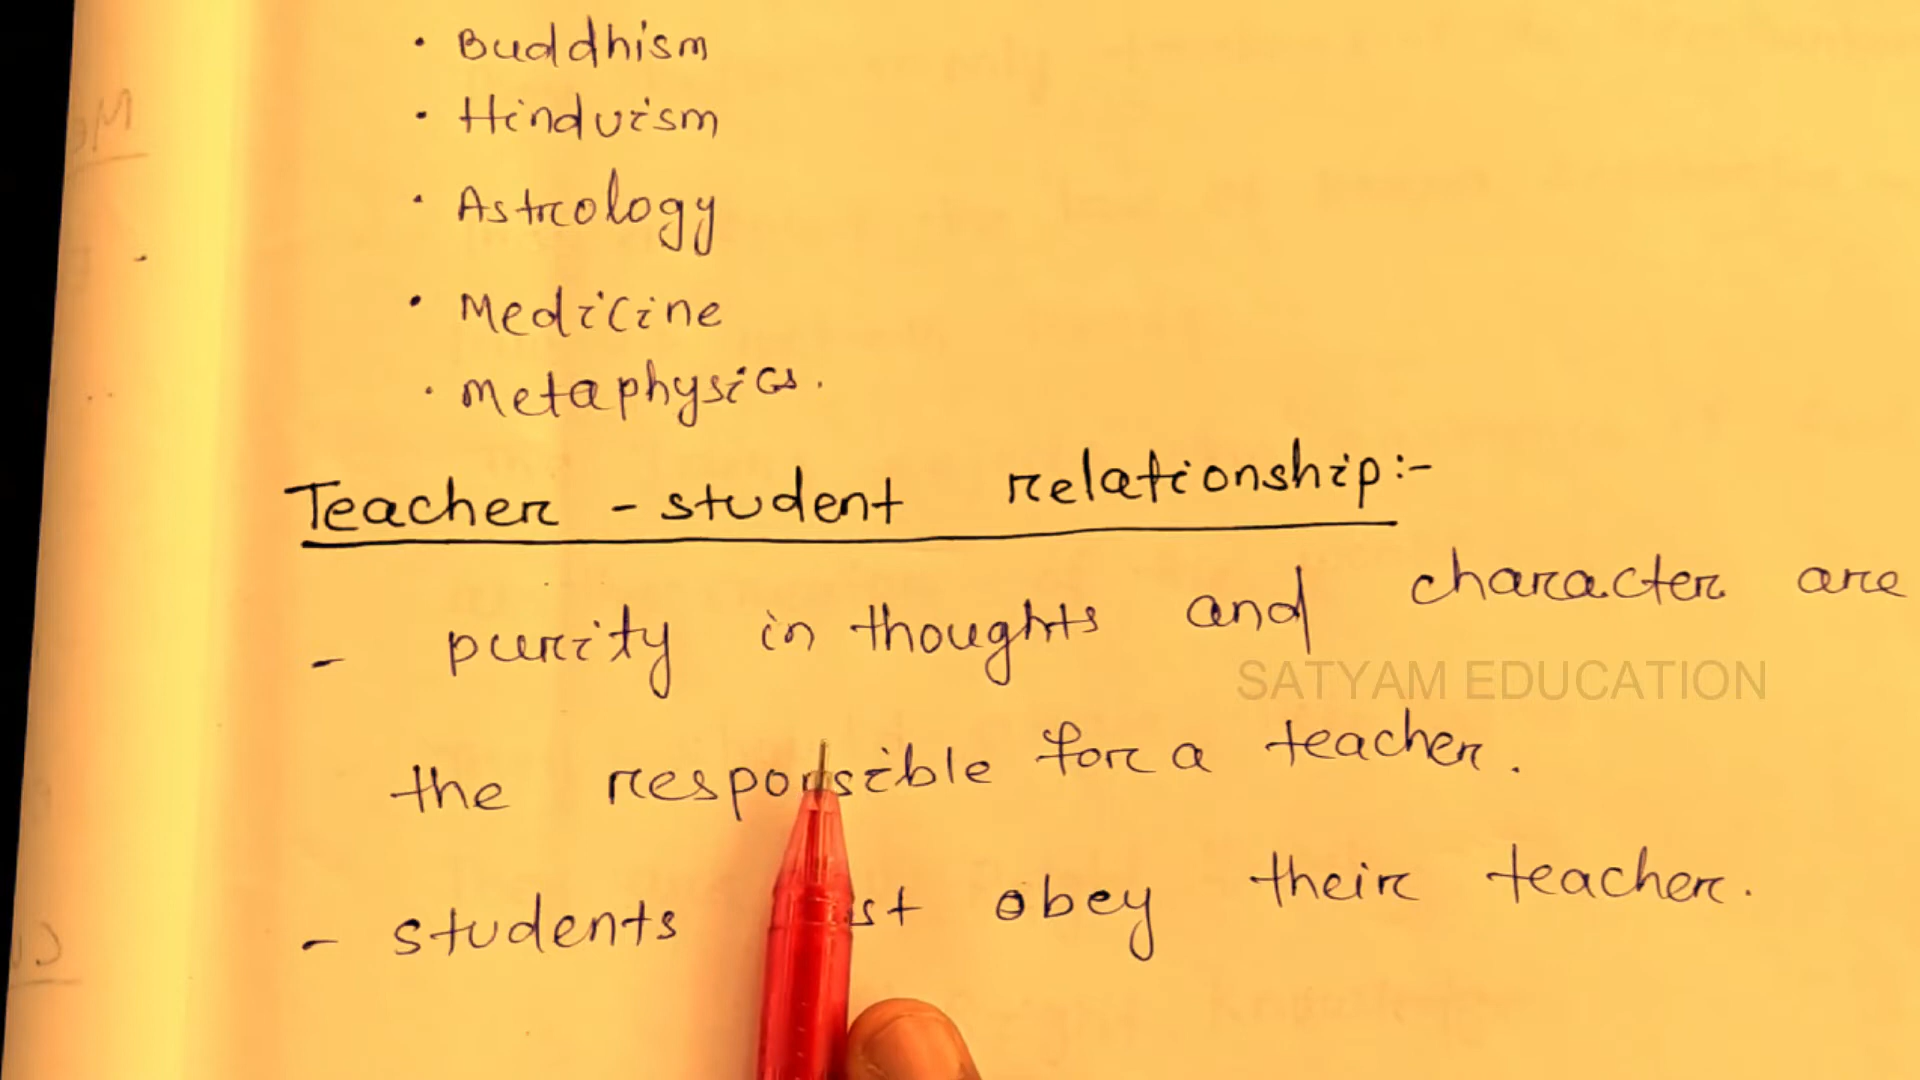 • Buddhism
• Hinduism
• Astrology
• Medicine
• Metaphysics.
Teacher - student relationship:-
- purity in thoughts and character are
SATYAM EDUCATION
the responsible for a teacher.
- students obey their teacher.